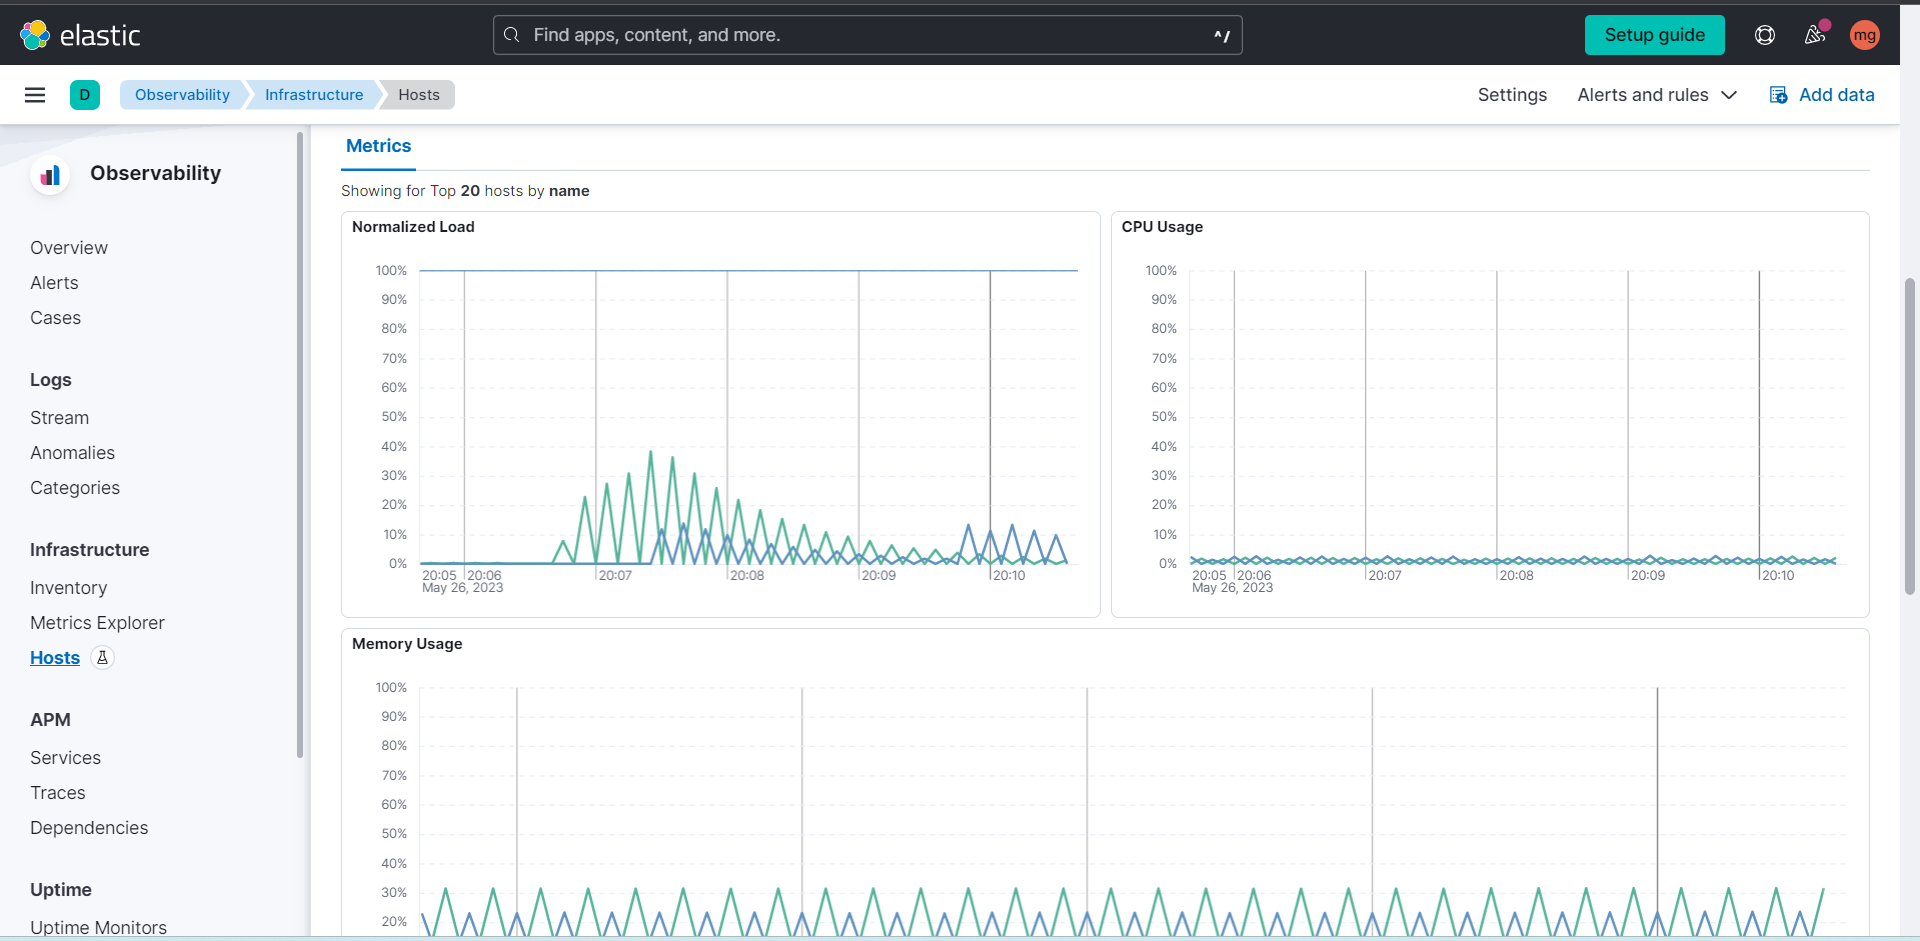 elastic
Find apps, content, and more.
^/
Setup guide
mg
D
Observability
Infrastructure
Hosts
Settings
Alerts and rules
Add data
Observability
Overview
Alerts
Cases
Logs
Stream
Anomalies
Categories
Infrastructure
Inventory
Metrics Explorer
Hosts
APM
Services
Traces
Dependencies
Uptime
Uptime Monitors
Metrics
Showing for Top 20 hosts by name
Normalized Load
100%
90%
80%
70%
60%
50%
40%
30%
20%
10%
0%
20:05 20:06 20:07 20:08 20:09 20:10
May 26, 2023
CPU Usage
100%
90%
80%
70%
60%
50%
40%
30%
20%
10%
0%
20:05 20:06 20:07 20:08 20:09 20:10
May 26, 2023
Memory Usage
100%
90%
80%
70%
60%
50%
40%
30%
20%